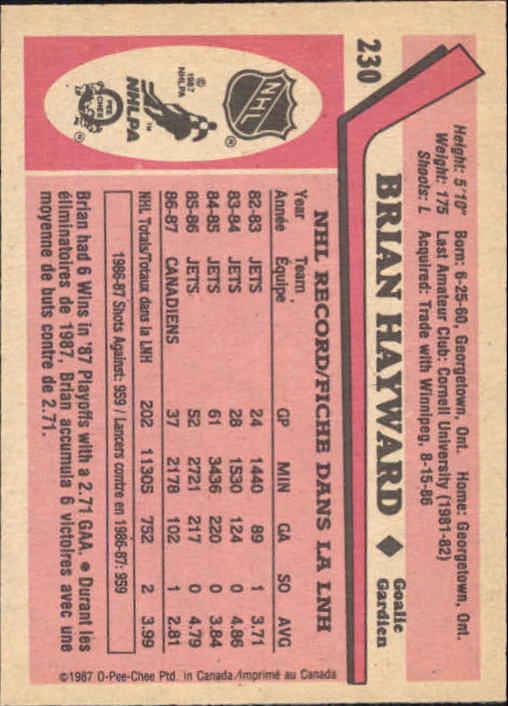 230
BRIAN HAYWARD ◆ Goalie
Gardien
Height: 5'10" Born: 6-25-60, Georgetown, Ont. Home: Georgetown, Ont.
Weight: 175 Last Amateur Club: Cornell University (1981-82)
Shoots: L Acquired: Trade with Winnipeg, 8-15-86
NHL RECORD/FICHE DANS LA LNH
Year Team
Année Équipe GP MIN GA SO AVG
82-83 JETS 24 1440 89 1 3.71
83-84 JETS 28 1530 124 0 4.86
84-85 JETS 61 3436 220 0 3.84
85-86 JETS 52 2721 217 0 4.79
86-87 CANADIENS 37 2178 102 1 2.81
NHL Totals/Totaux dans la LNH 202 11305 752 2 3.99
1986-87 Shots Against: 959 / Lancers contre en 1986-87: 959
Brian had 6 Wins in '87 Playoffs with a 2.71 GAA. ● Durant les
éliminatoires de 1987, Brian accumula 6 victoires avec une
moyenne de buts contre de 2.71.
NHL
®
©
1987
NHLPA
TM
NHLPA
O
PEE
CHEE
®
©1987 O-Pee-Chee Ptd. in Canada/Imprimé au Canada